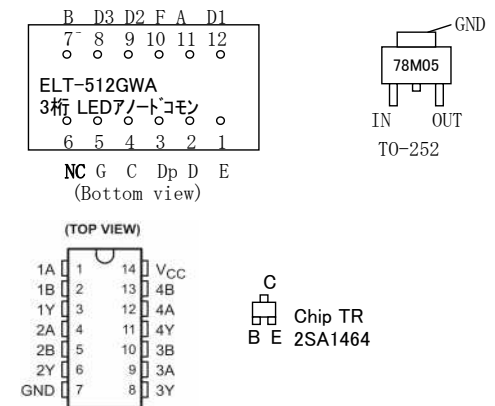 B D3 D2 F A D1
7 8 9 10 11 12
ELT-512GWA
3桁 LEDアノードコモン
6 5 4 3 2 1
NC G C Dp D E
(Bottom view)
GND
78M05
IN OUT
TO-252
(TOP VIEW)
1A 1 14 VCC
1B 2 13 4B
1Y 3 12 4A
2A 4 11 4Y
2B 5 10 3B
2Y 6 9 3A
GND 7 8 3Y
C
Chip TR
B E 2SA1464